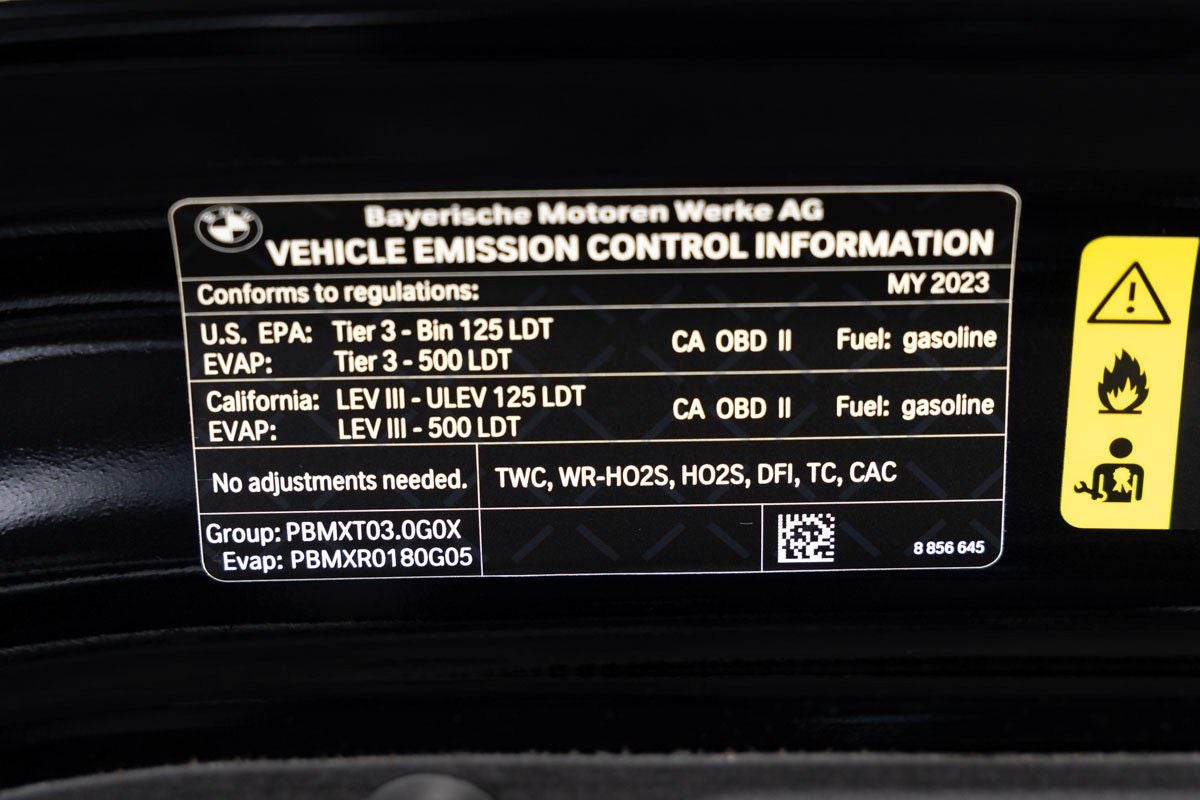 Bayerische Motoren Werke AG
VEHICLE EMISSION CONTROL INFORMATION
Conforms to regulations: MY 2023
U.S. EPA: Tier 3 - Bin 125 LDT CA OBD II Fuel: gasoline
EVAP: Tier 3 - 500 LDT
California: LEV III - ULEV 125 LDT CA OBD II Fuel: gasoline
EVAP: LEV III - 500 LDT
No adjustments needed. TWC, WR-HO2S, HO2S, DFI, TC, CAC
Group: PBMXT03.0G0X
Evap: PBMXR0180G05 8 856 645